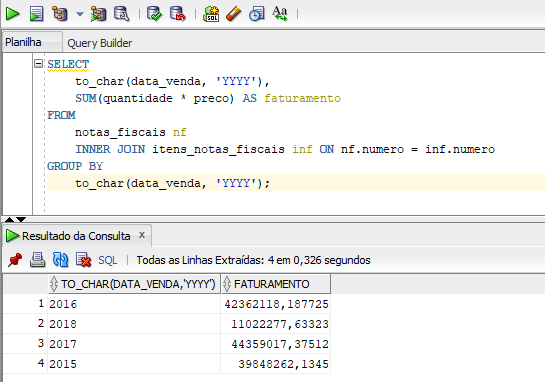 SQL
Aa
Planilha Query Builder
SELECT
to_char(data_venda, 'YYYY'),
SUM(quantidade * preco) AS faturamento
FROM
notas_fiscais nf
INNER JOIN itens_notas_fiscais inf ON nf.numero = inf.numero
GROUP BY
to_char(data_venda, 'YYYY');
Resultado da Consulta x
SQL | Todas as Linhas Extraídas: 4 em 0,326 segundos
TO_CHAR(DATA_VENDA,'YYYY') FATURAMENTO
1 2016 42362118,187725
2 2018 11022277,63323
3 2017 44359017,37512
4 2015 39848262,1345